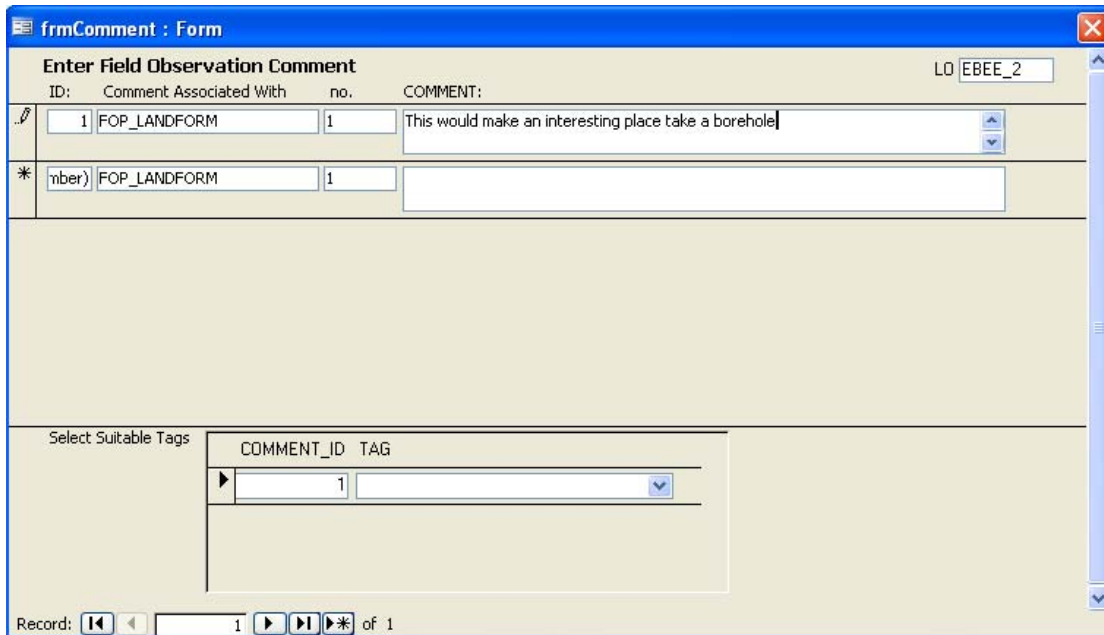 frmComment : Form
Enter Field Observation Comment
LO EBEE_2
ID: Comment Associated With no. COMMENT:
1 FOP_LANDFORM 1 This would make an interesting place take a borehole
mber) FOP_LANDFORM 1
Select Suitable Tags
COMMENT_ID TAG
1
Record: 1 of 1